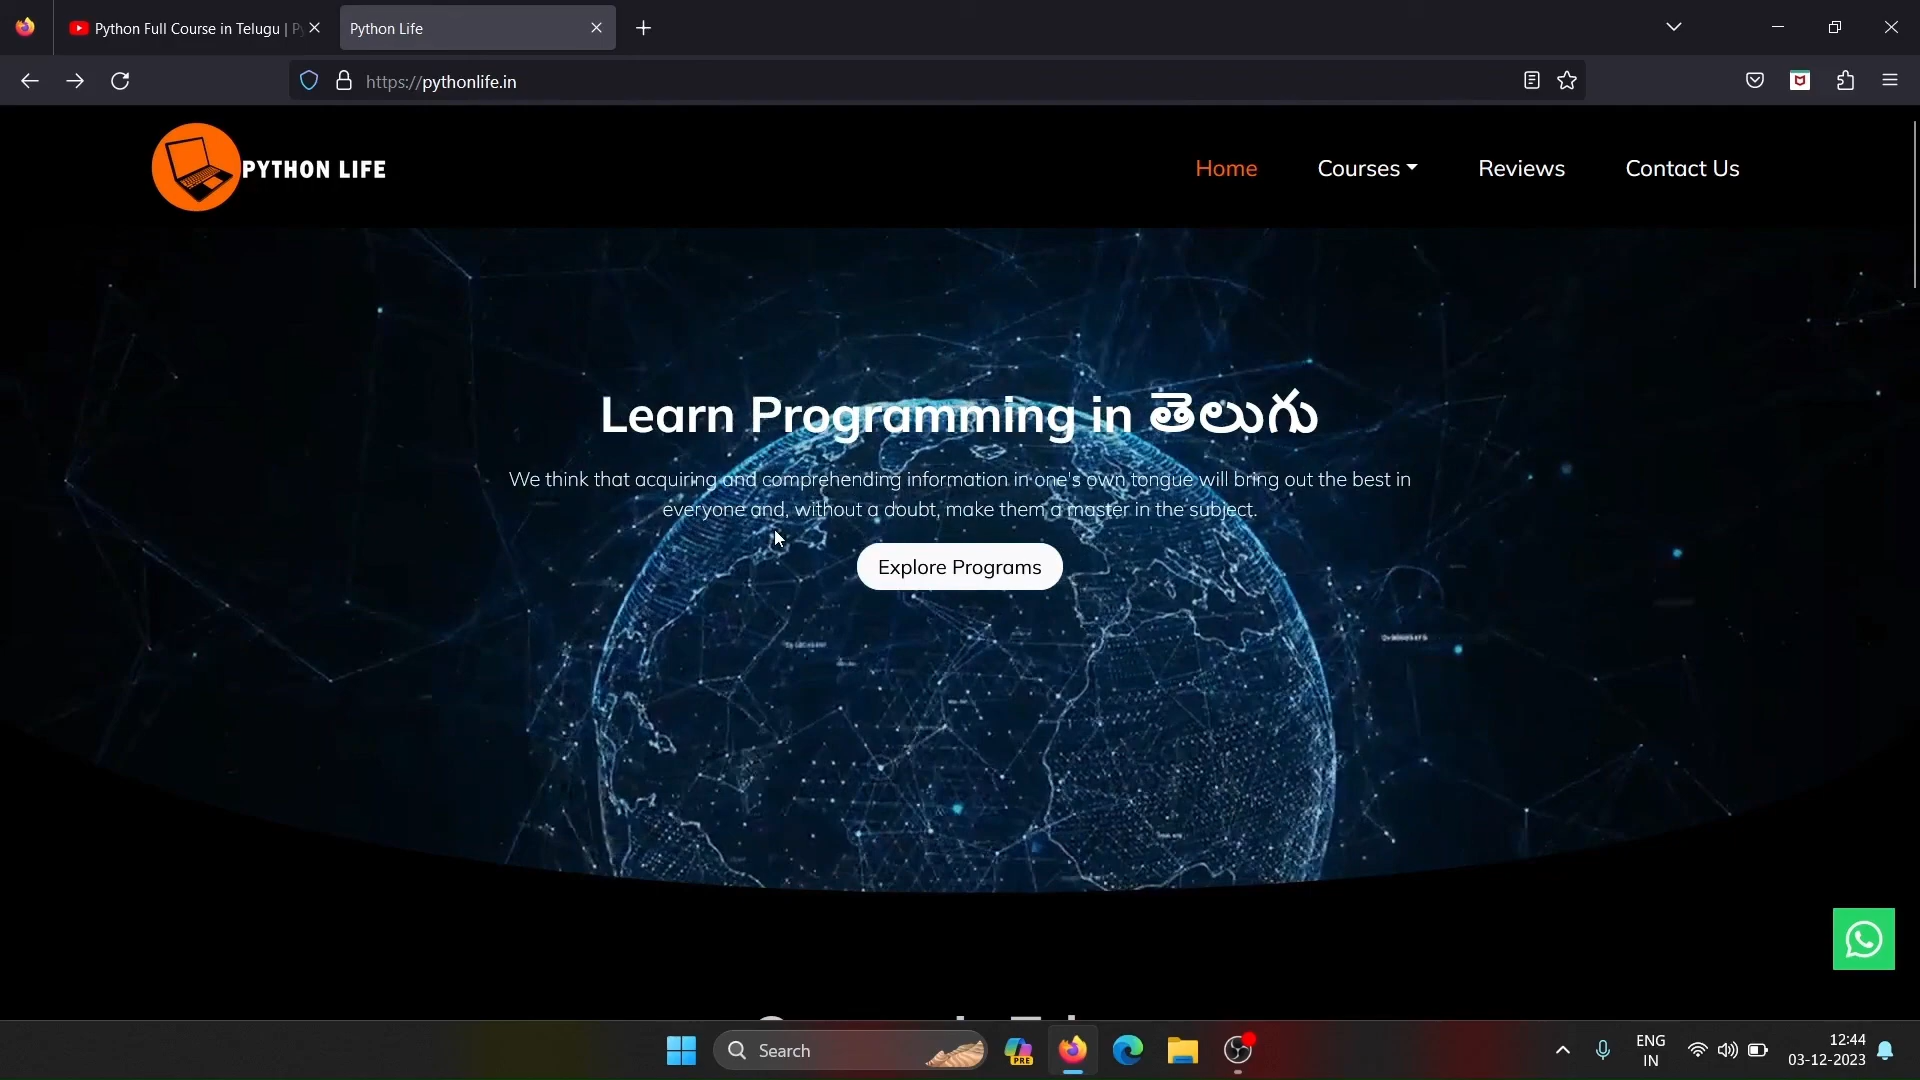 Python Full Course in Telugu |
Python Life
https://pythonlife.in
PYTHON LIFE
Home
Courses
Reviews
Contact Us
Learn Programming in తెలుగు
We think that acquiring and comprehending information in one's own tongue will bring out the best in
everyone and, without a doubt, make them a master in the subject.
Explore Programs
Search
PRE
ENG
IN
12:44
03-12-2023